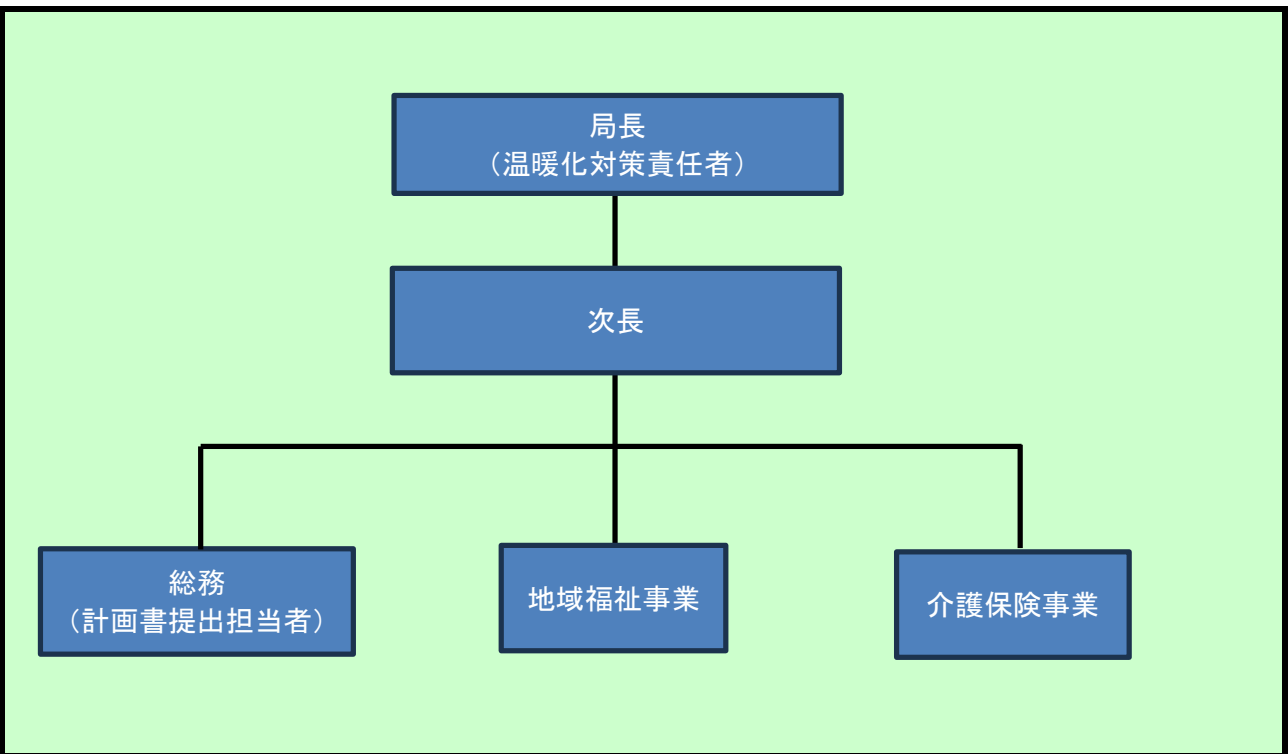 局長
（温暖化対策責任者）
次長
総務
（計画書提出担当者）
地域福祉事業
介護保険事業